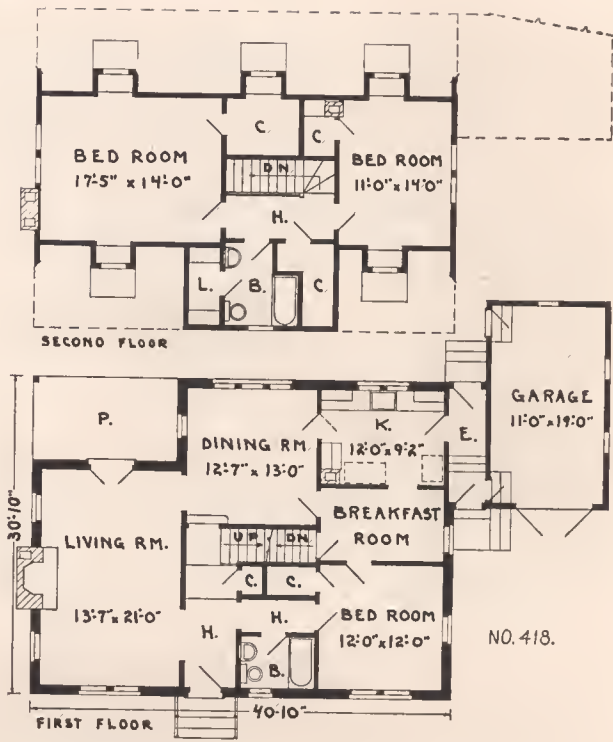 C.
C.
BED ROOM
17'-5" x 14'-0"
BED ROOM
11'-0" x 14'-0"
DN
H.
L.
B.
C.
SECOND FLOOR
P.
GARAGE
11'-0" x 19'-0"
K.
12'-0" x 9'-2"
E.
DINING RM.
12'-7" x 13'-0"
BREAKFAST
ROOM
30'-10"
LIVING RM.
13'-7" x 21'-0"
UP
DN
C.
C.
H.
H.
BED ROOM
12'-0" x 12'-0"
B.
NO. 418.
FIRST FLOOR
40'-10"